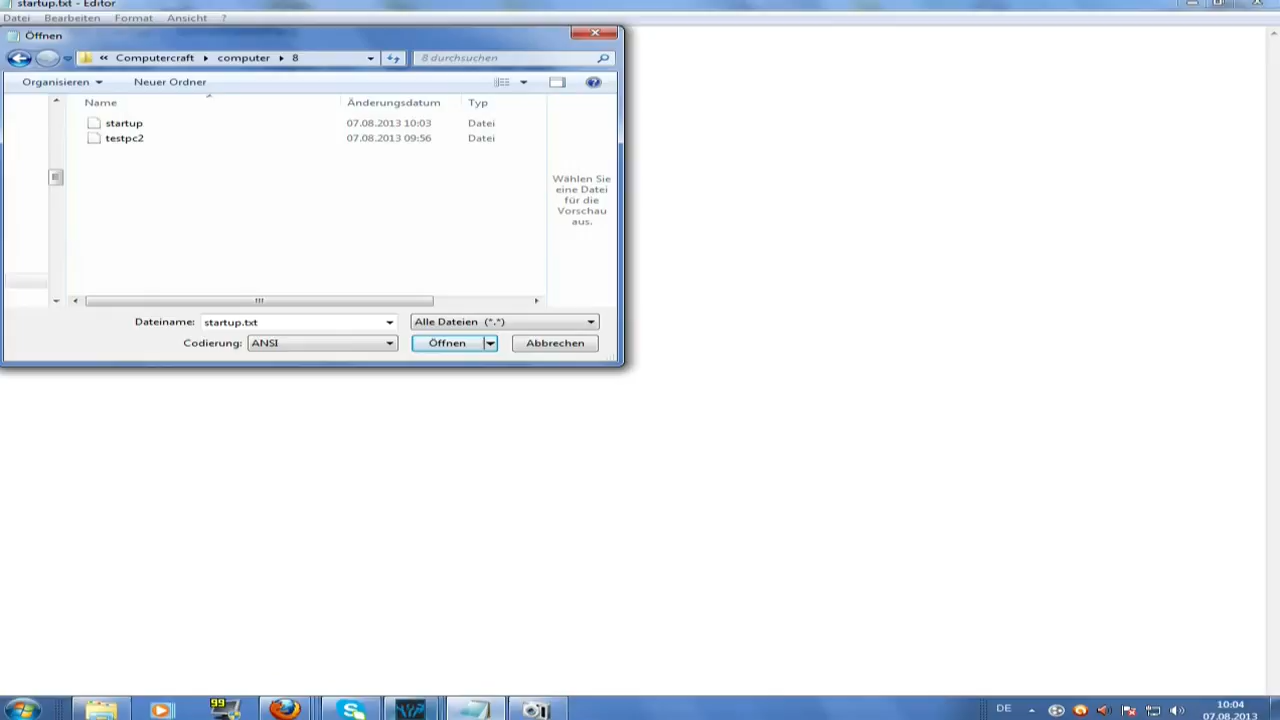 startup.txt - Editor
Datei Bearbeiten Format Ansicht ?
Öffnen
« Computercraft computer 8
8 durchsuchen
Organisieren Neuer Ordner
Name Änderungsdatum Typ
startup 07.08.2013 10:03 Datei
testpc2 07.08.2013 09:56 Datei
Wählen Sie
eine Datei
für die
Vorschau
aus.
Dateiname: startup.txt Alle Dateien (*.*)
Codierung: ANSI Öffnen Abbrechen
99
DE
10:04
07.08.2013